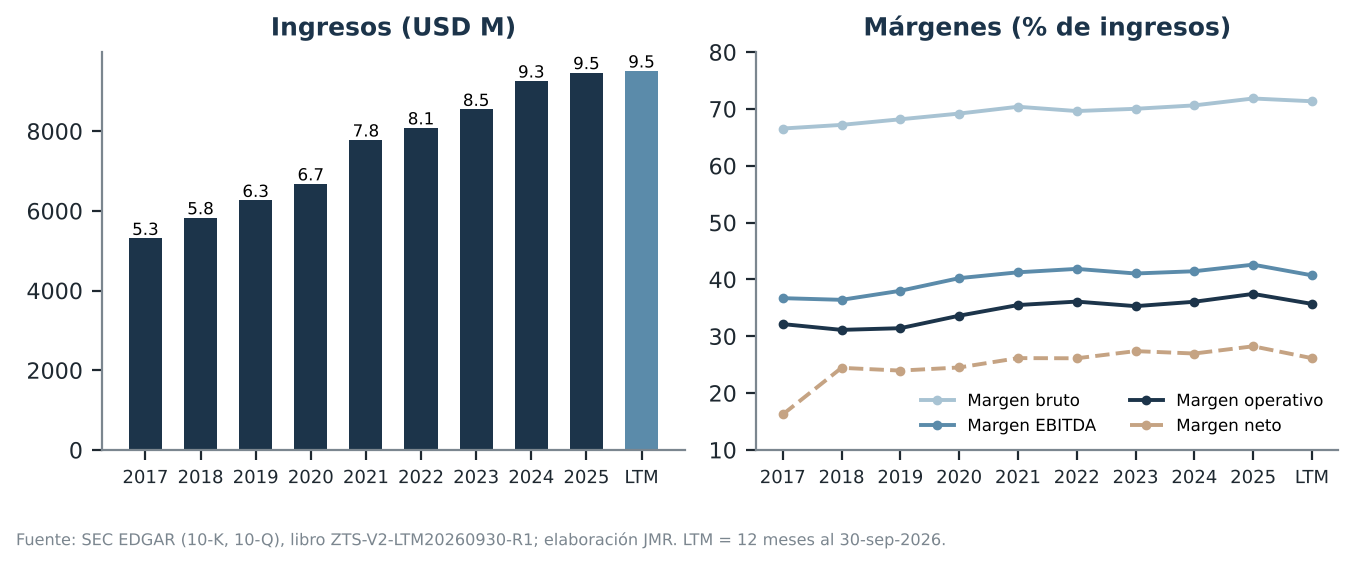 Ingresos (USD M)
8000
6000
4000
2000
0
5.3
5.8
6.3
6.7
7.8
8.1
8.5
9.3
9.5
9.5
2017 2018 2019 2020 2021 2022 2023 2024 2025 LTM
Márgenes (% de ingresos)
80
70
60
50
40
30
20
10
Margen bruto
Margen EBITDA
Margen operativo
Margen neto
2017 2018 2019 2020 2021 2022 2023 2024 2025 LTM
Fuente: SEC EDGAR (10-K, 10-Q), libro ZTS-V2-LTM20260930-R1; elaboración JMR. LTM = 12 meses al 30-sep-2026.